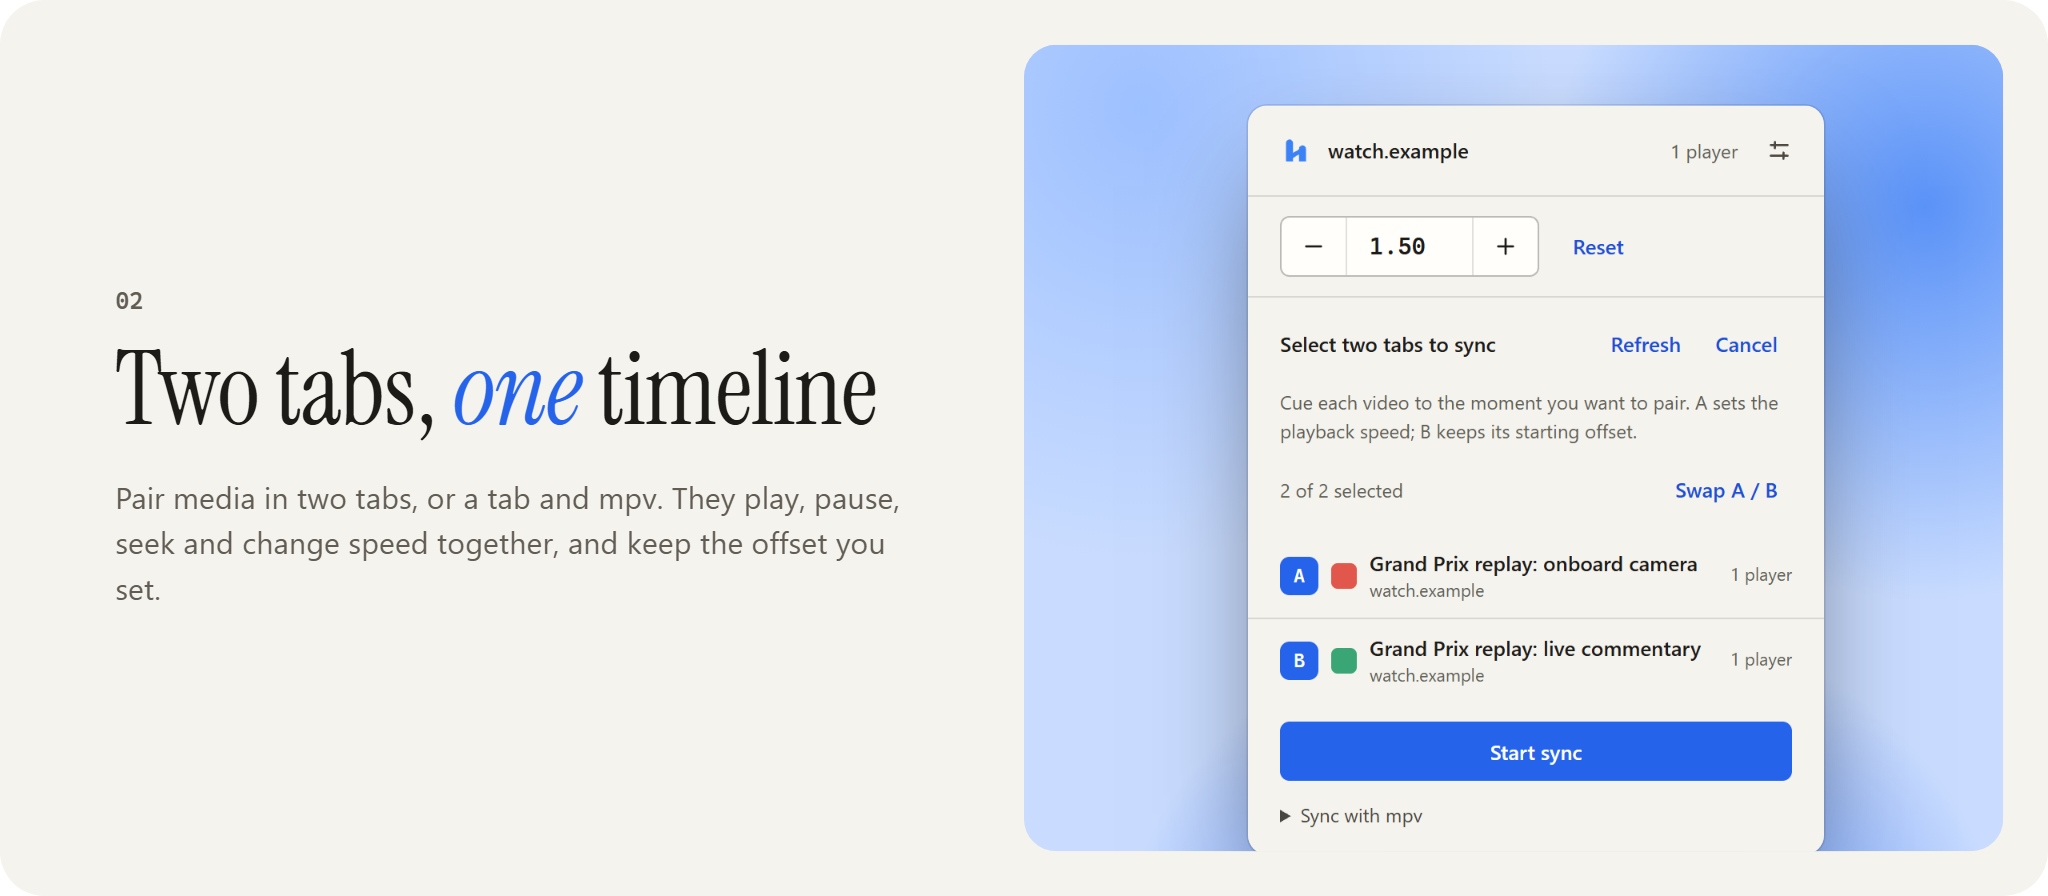 02
Two tabs, one timeline
Pair media in two tabs, or a tab and mpv. They play, pause,
seek and change speed together, and keep the offset you
set.
watch.example
1 player
− 1.50 +
Reset
Select two tabs to sync
Refresh
Cancel
Cue each video to the moment you want to pair. A sets the
playback speed; B keeps its starting offset.
2 of 2 selected
Swap A / B
A
Grand Prix replay: onboard camera
watch.example
1 player
B
Grand Prix replay: live commentary
watch.example
1 player
Start sync
Sync with mpv